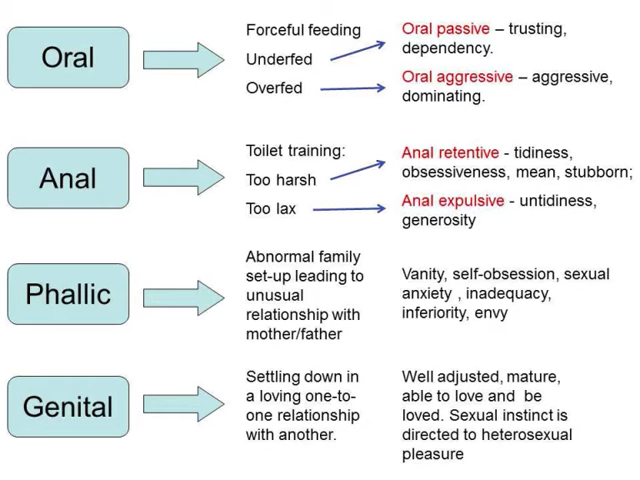 Oral
Forceful feeding
Underfed
Overfed
Oral passive – trusting,
dependency.
Oral aggressive – aggressive,
dominating.
Anal
Toilet training:
Too harsh
Too lax
Anal retentive - tidiness,
obsessiveness, mean, stubborn;
Anal expulsive - untidiness,
generosity
Phallic
Abnormal family
set-up leading to
unusual
relationship with
mother/father
Vanity, self-obsession, sexual
anxiety , inadequacy,
inferiority, envy
Genital
Settling down in
a loving one-to-
one relationship
with another.
Well adjusted, mature,
able to love and be
loved. Sexual instinct is
directed to heterosexual
pleasure